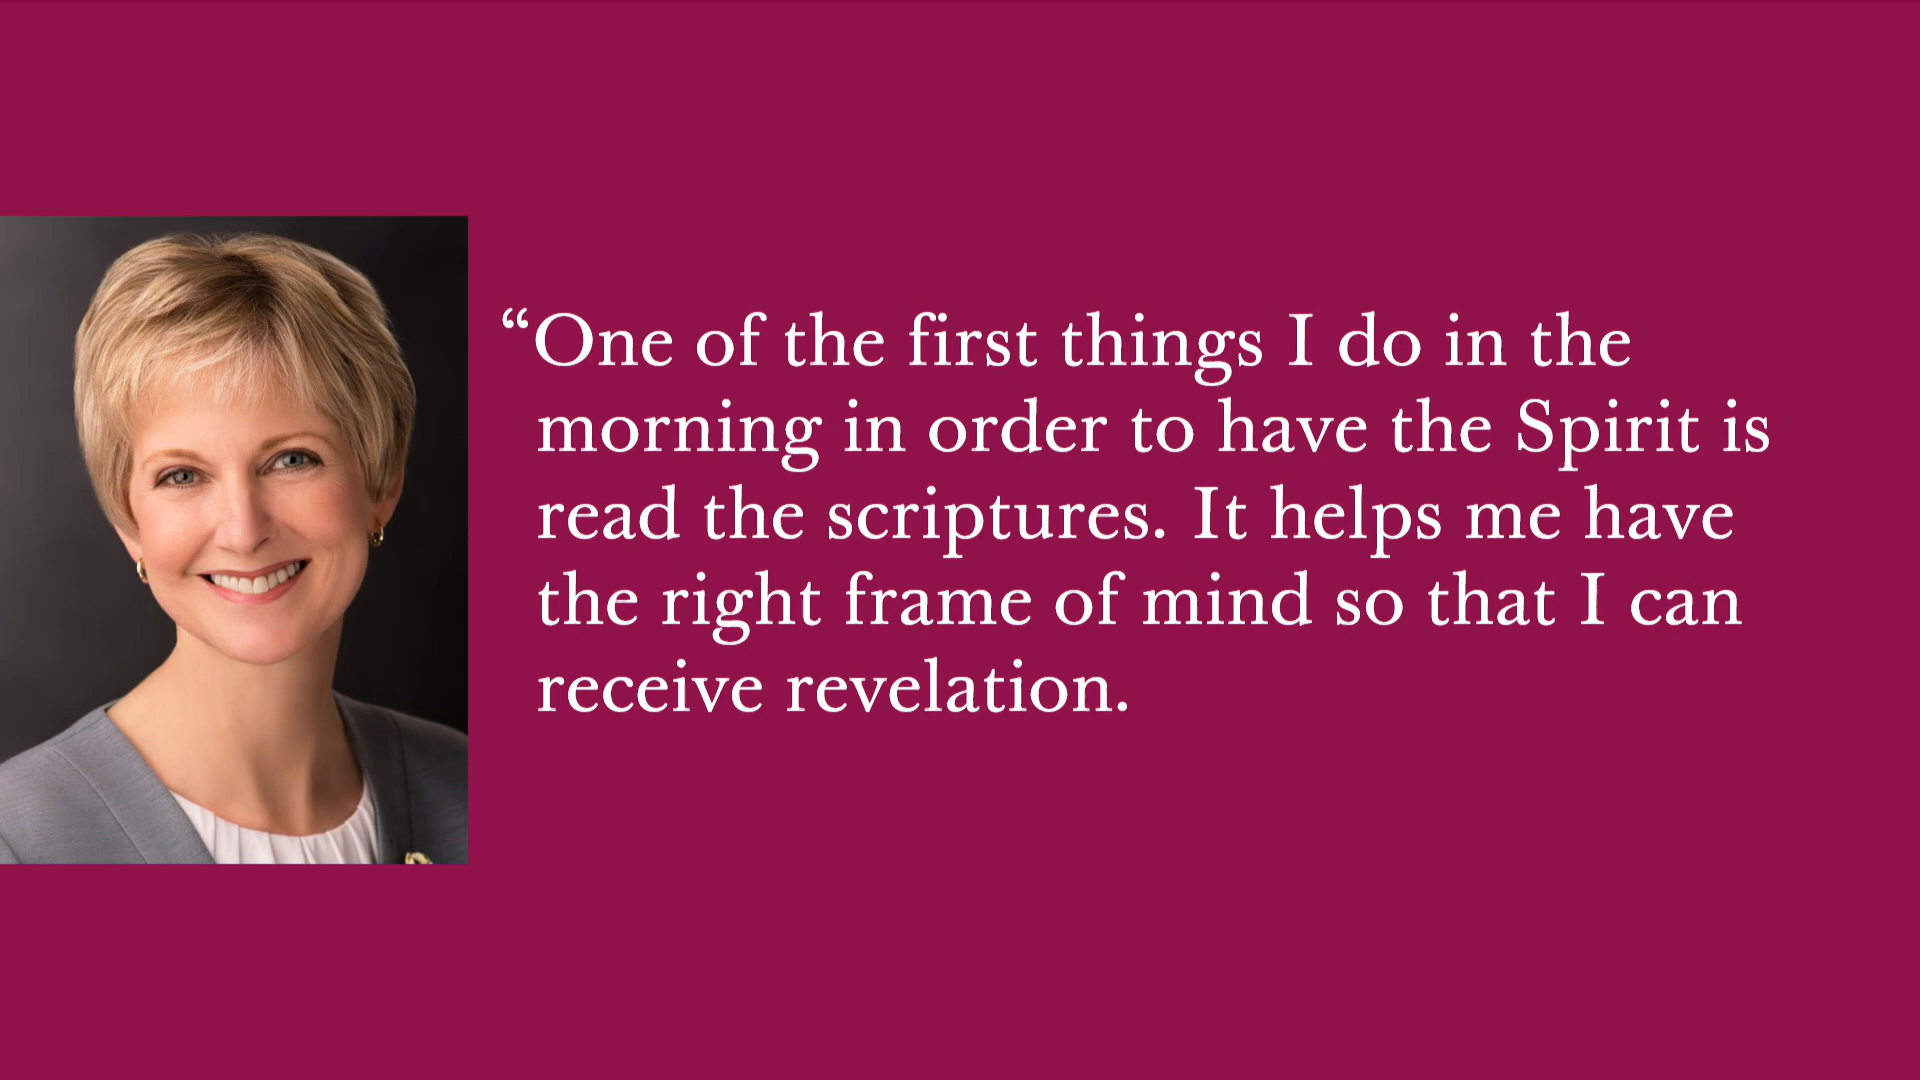 “One of the first things I do in the
morning in order to have the Spirit is
read the scriptures. It helps me have
the right frame of mind so that I can
receive revelation.